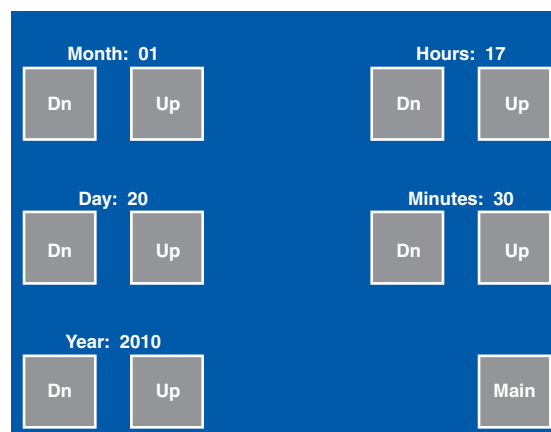 Month: 01
Hours: 17
Dn Up Dn Up
Day: 20
Minutes: 30
Dn Up Dn Up
Year: 2010
Dn Up Main